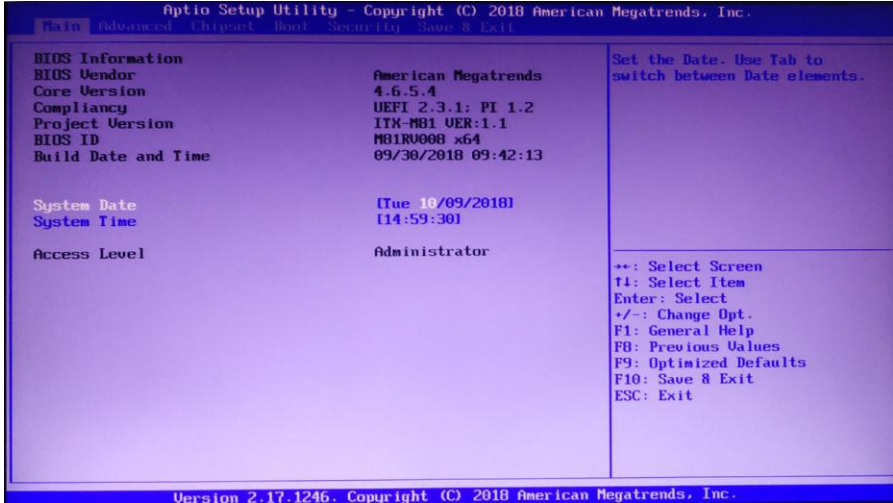 Aptio Setup Utility - Copyright (C) 2018 American Megatrends, Inc.
Main Advanced Chipset Boot Security Save & Exit
BIOS Information
BIOS Vendor American Megatrends
Core Version 4.6.5.4
Compliancy UEFI 2.3.1; PI 1.2
Project Version ITX-M81 VER:1.1
BIOS ID M81RV008 x64
Build Date and Time 09/30/2018 09:42:13
System Date [Tue 10/09/2018]
System Time [14:59:30]
Access Level Administrator
Set the Date. Use Tab to
switch between Date elements.
→←: Select Screen
↑↓: Select Item
Enter: Select
+/-: Change Opt.
F1: General Help
F8: Previous Values
F9: Optimized Defaults
F10: Save & Exit
ESC: Exit
Version 2.17.1246. Copyright (C) 2018 American Megatrends, Inc.